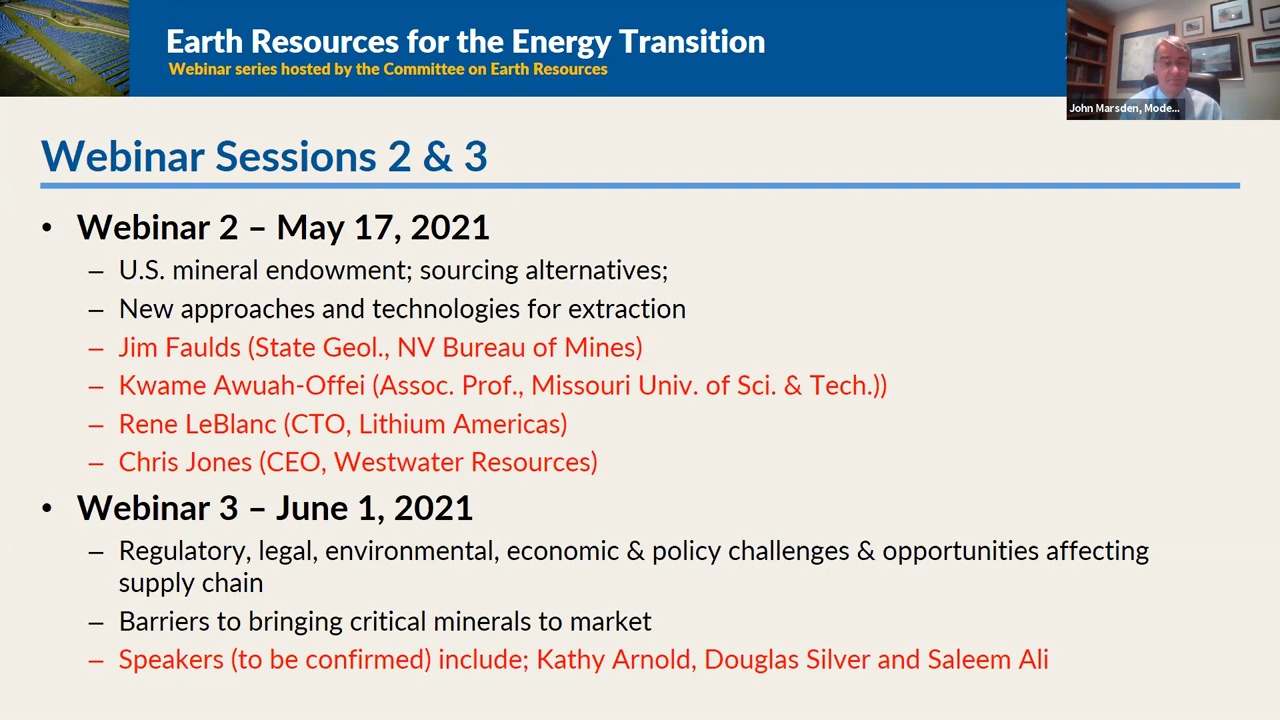 Earth Resources for the Energy Transition
Webinar series hosted by the Committee on Earth Resources
John Marsden, Mode...
Webinar Sessions 2 & 3
• Webinar 2 – May 17, 2021
– U.S. mineral endowment; sourcing alternatives;
– New approaches and technologies for extraction
– Jim Faulds (State Geol., NV Bureau of Mines)
– Kwame Awuah-Offei (Assoc. Prof., Missouri Univ. of Sci. & Tech.))
– Rene LeBlanc (CTO, Lithium Americas)
– Chris Jones (CEO, Westwater Resources)
• Webinar 3 – June 1, 2021
– Regulatory, legal, environmental, economic & policy challenges & opportunities affecting
supply chain
– Barriers to bringing critical minerals to market
– Speakers (to be confirmed) include; Kathy Arnold, Douglas Silver and Saleem Ali